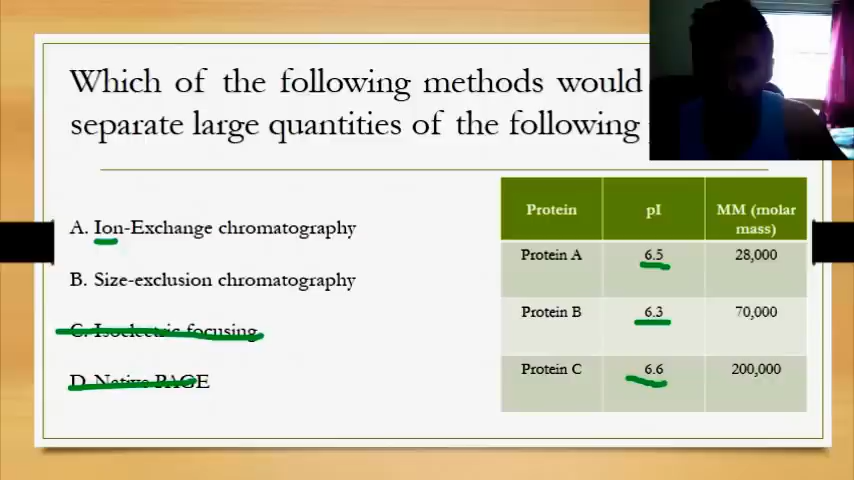 Which of the following methods would
separate large quantities of the following
A. Ion-Exchange chromatography
B. Size-exclusion chromatography
C. Isoelectric focusing
D. Native PAGE
Protein pI MM (molar mass)
Protein A 6.5 28,000
Protein B 6.3 70,000
Protein C 6.6 200,000